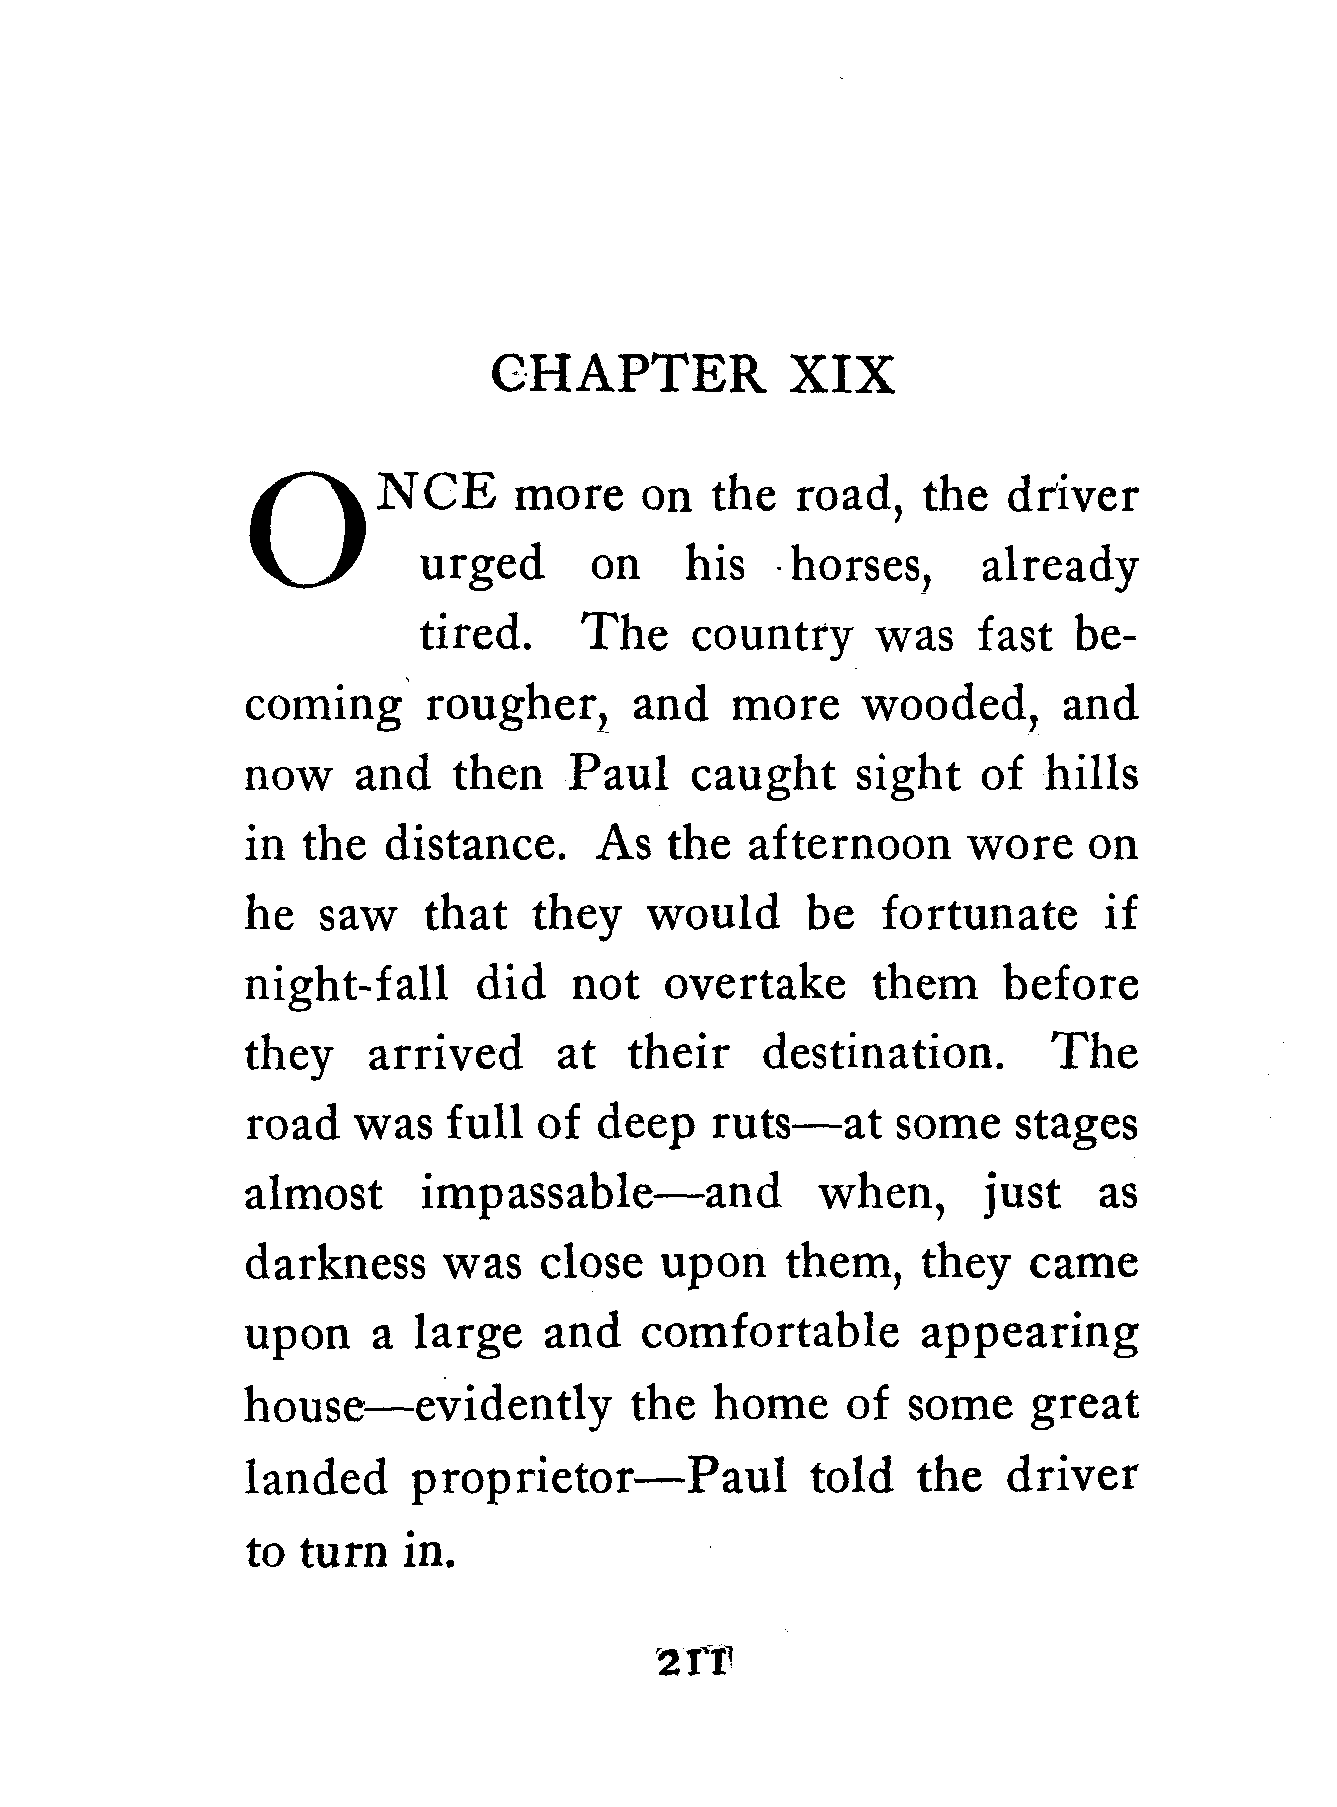 CHAPTER XIX
ONCE more on the road, the driver
urged on his horses, already
tired. The country was fast be-
coming rougher, and more wooded, and
now and then Paul caught sight of hills
in the distance. As the afternoon wore on
he saw that they would be fortunate if
night-fall did not overtake them before
they arrived at their destination. The
road was full of deep ruts—at some stages
almost impassable—and when, just as
darkness was close upon them, they came
upon a large and comfortable appearing
house—evidently the home of some great
landed proprietor—Paul told the driver
to turn in.
211